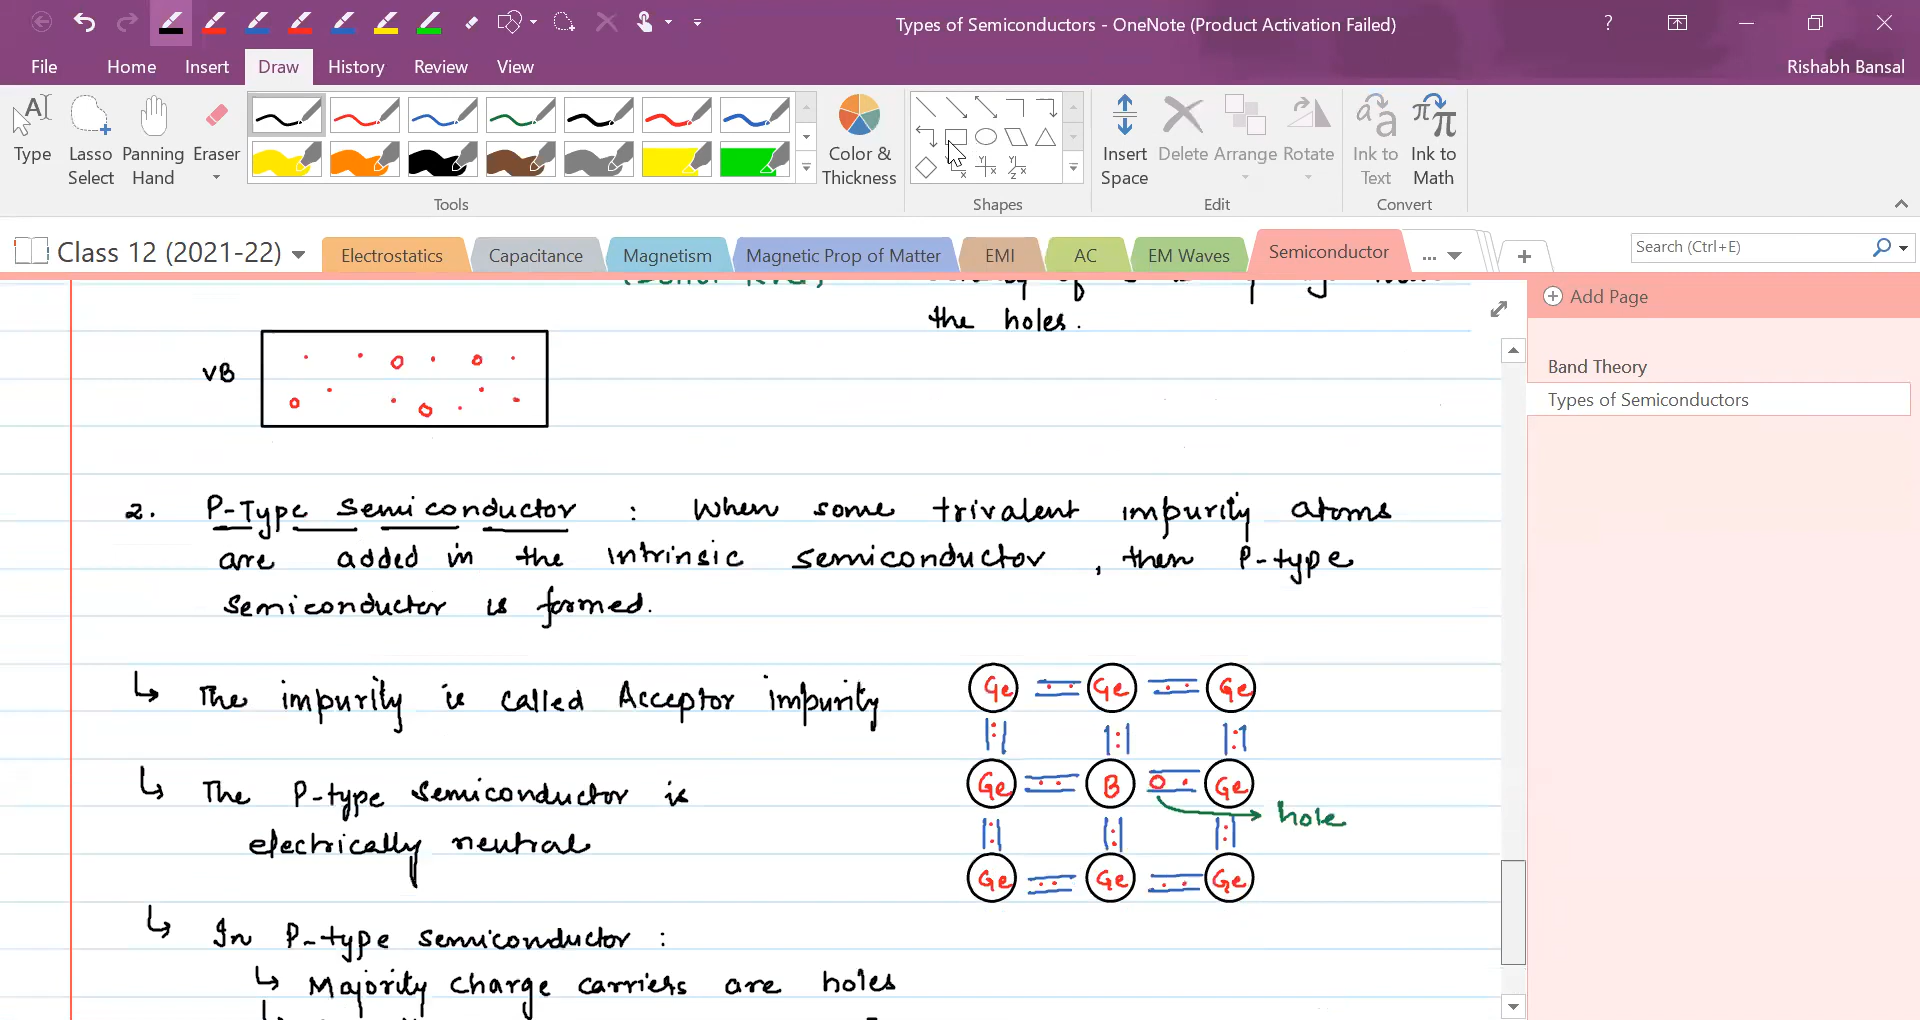 Types of Semiconductors - OneNote (Product Activation Failed)
?
File Home Insert Draw History Review View
Rishabh Bansal
Type
Lasso Select
Panning Hand
Eraser
Color & Thickness
Insert Space
Delete
Arrange
Rotate
Ink to Text
Ink to Math
Tools
Shapes
Edit
Convert
Class 12 (2021-22)
Electrostatics
Capacitance
Magnetism
Magnetic Prop of Matter
EMI
AC
EM Waves
Semiconductor
...
Search (Ctrl+E)
Add Page
Band Theory
Types of Semiconductors
the holes.
VB
2. P-Type Semiconductor : When some trivalent impurity atoms
are added in the intrinsic semiconductor, then P-type
semiconductor is formed.
↳ The impurity is called Acceptor impurity
↳ The P-type semiconductor is
electrically neutral
↳ In P-type semiconductor :
↳ Majority charge carriers are holes
Ge Ge Ge
Ge B Ge
hole
Ge Ge Ge